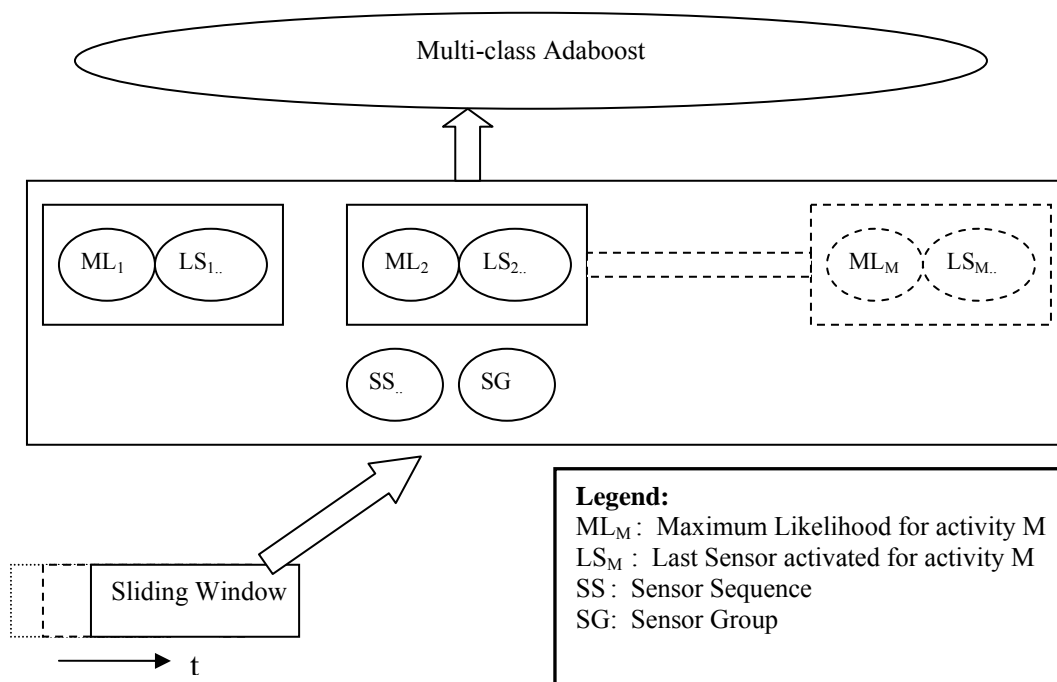 Multi-class Adaboost
ML1 LS1.. ML2 LS2.. MLM LSM..
SS.. SG
Legend:
MLM : Maximum Likelihood for activity M
LSM : Last Sensor activated for activity M
SS : Sensor Sequence
SG: Sensor Group
Sliding Window
t